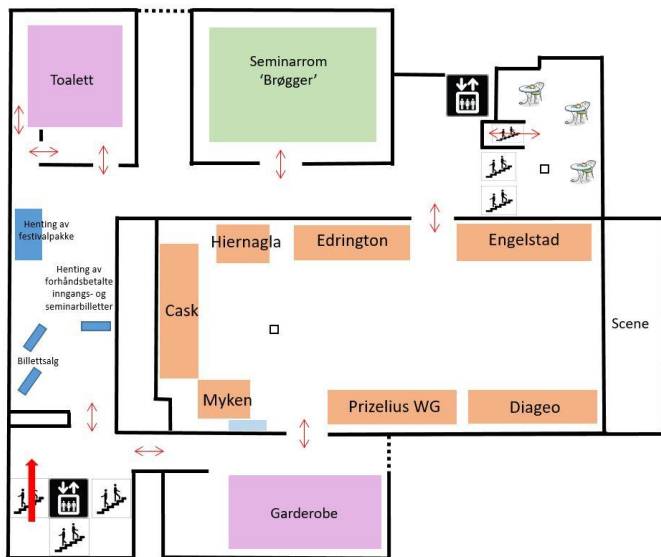 Toalett
Seminarrom
‘Brøgger’
Henting av
festivalpakke
Hiernagla
Edrington
Engelstad
Henting av
forhåndsbetalte
inngangs- og
seminarbilletter
Cask
Scene
Billettsalg
Myken
Prizelius WG
Diageo
Garderobe